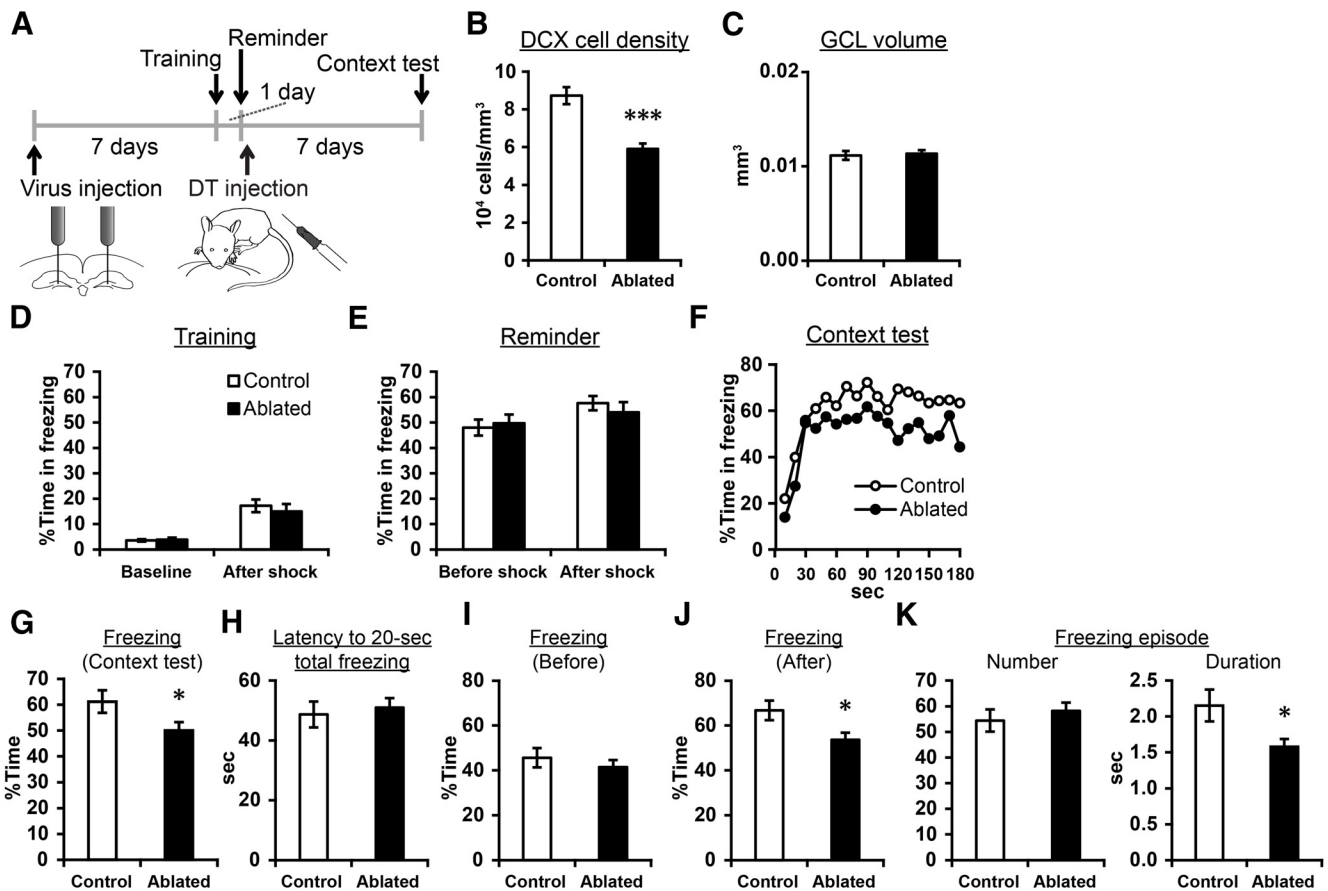 A
Reminder
Training
Context test
1 day
7 days
7 days
Virus injection
DT injection
B
DCX cell density
10⁴ cells/mm³
10
8
6
4
2
0
***
Control
Ablated
C
GCL volume
mm³
0.02
0.01
0.00
Control
Ablated
D
Training
%Time in freezing
70
60
50
40
30
20
10
0
Control
Ablated
Baseline
After shock
E
Reminder
%Time in freezing
70
60
50
40
30
20
10
0
Before shock
After shock
F
Context test
%Time in freezing
80
60
40
20
0
Control
Ablated
0 30 60 90 120 150 180
sec
G
Freezing
(Context test)
%Time
70
60
50
40
30
20
10
0
*
Control
Ablated
H
Latency to 20-sec
total freezing
sec
60
40
20
0
Control
Ablated
I
Freezing
(Before)
%Time
80
60
40
20
0
Control
Ablated
J
Freezing
(After)
%Time
80
60
40
20
0
*
Control
Ablated
K
Freezing episode
Number
70
60
50
40
30
20
10
0
Control
Ablated
Duration
sec
2.5
2.0
1.5
1.0
0.5
0.0
*
Control
Ablated